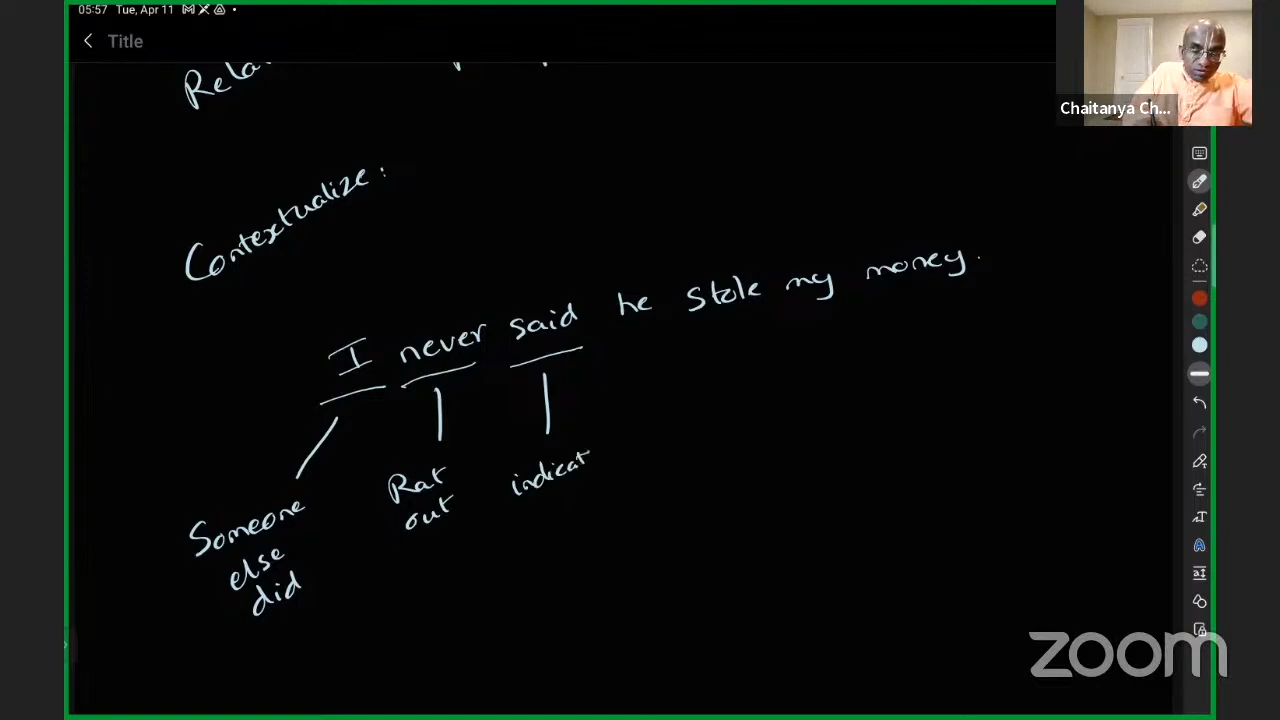 05:57 Tue, Apr 11
Title
Chaitanya Ch...
Contextualize:
I never said he stole my money.
Someone
else
did
Rat
out
indicat
zoom